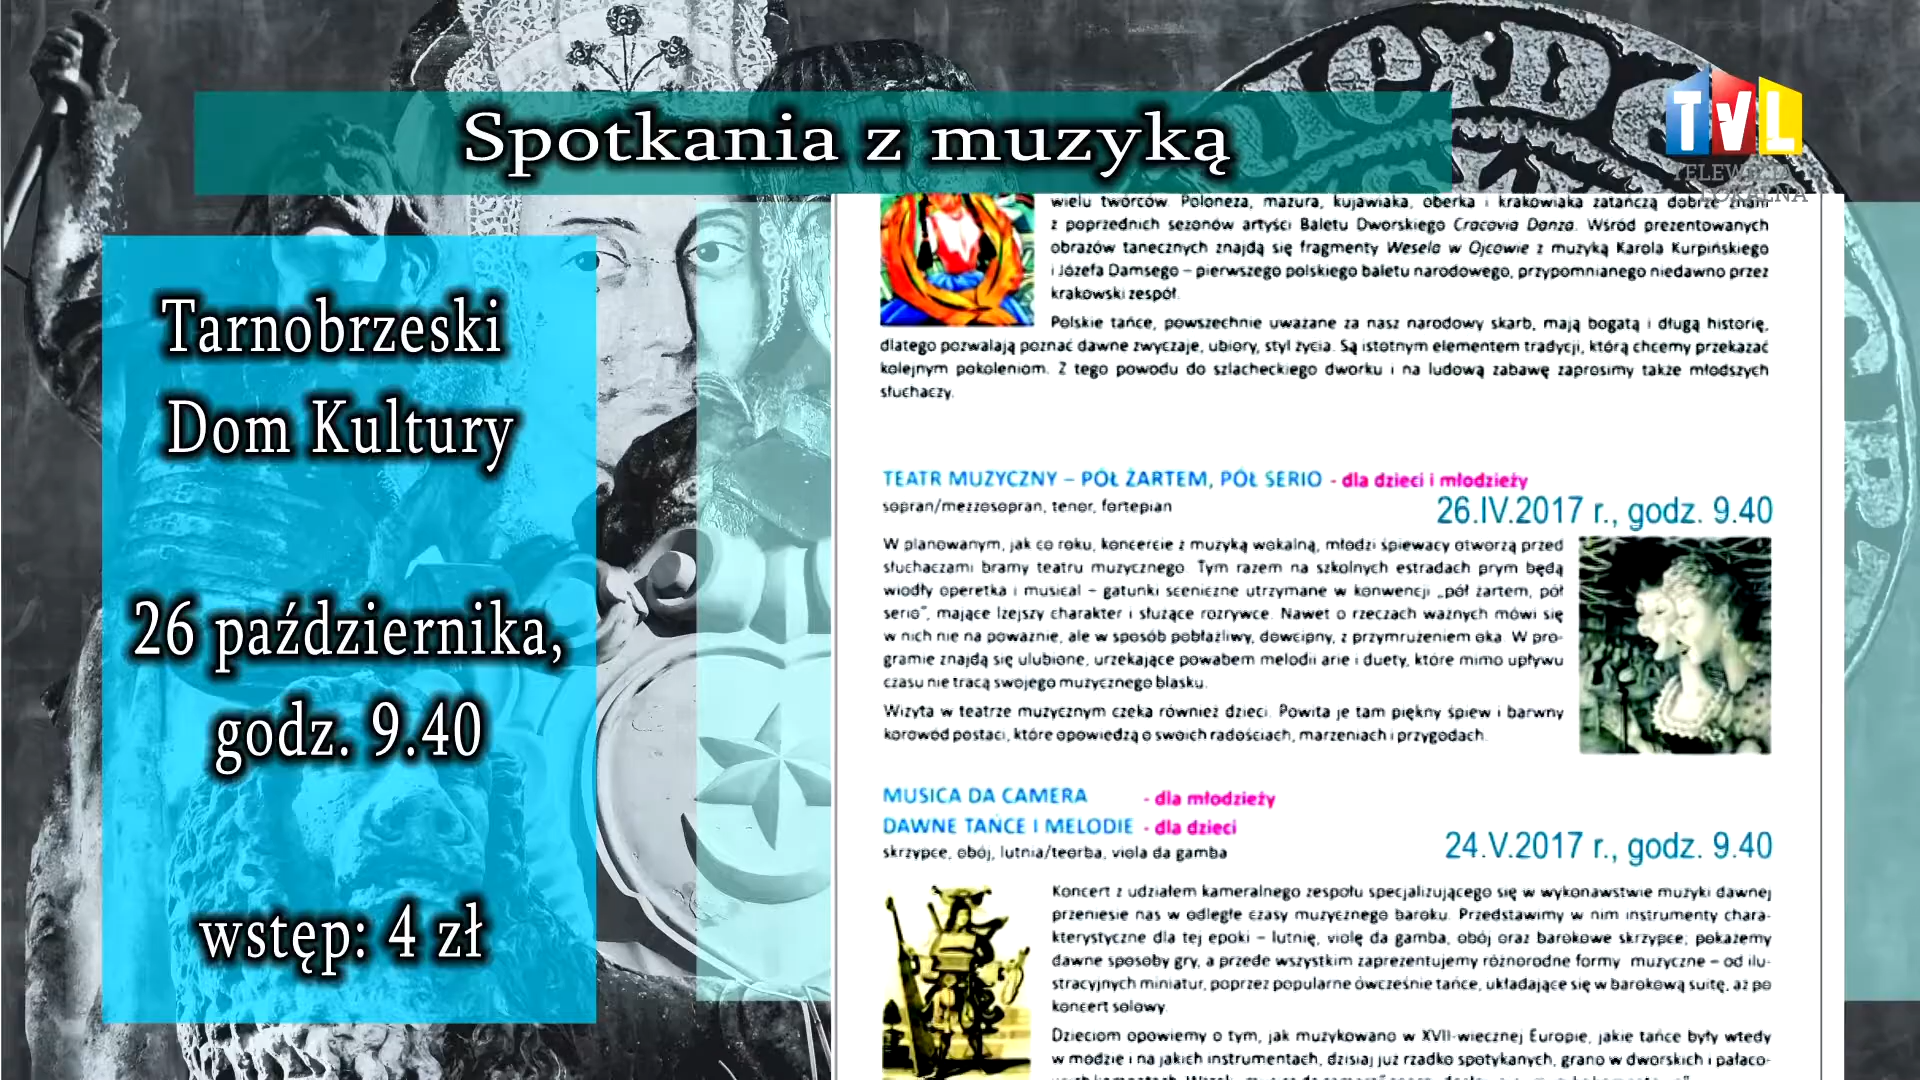 Spotkania z muzyką
TVL
TELEWIZJA
LOKALNA
Tarnobrzeski
Dom Kultury
26 października,
godz. 9.40
wstęp: 4 zł
wielu twórców. Poloneza, mazura, kujawiaka, oberka i krakowiaka zatańczą dobrze znani
z poprzednich sezonów artyści Baletu Dworskiego Cracovia Danza. Wśród prezentowanych
obrazów tanecznych znajdą się fragmenty Wesela w Ojcowie z muzyką Karola Kurpińskiego
i Józefa Damsego – pierwszego polskiego baletu narodowego, przypomnianego niedawno przez
krakowski zespół.
Polskie tańce, powszechnie uważane za nasz narodowy skarb, mają bogatą i długą historię,
dlatego pozwalają poznać dawne zwyczaje, ubiory, styl życia. Są istotnym elementem tradycji, którą chcemy przekazać
kolejnym pokoleniom. Z tego powodu do szlacheckiego dworku i na ludową zabawę zaprosimy także młodszych
słuchaczy.
TEATR MUZYCZNY – PÓŁ ŻARTEM, PÓŁ SERIO - dla dzieci i młodzieży
sopran/mezzosopran, tenor, fortepian
26.IV.2017 r., godz. 9.40
W planowanym, jak co roku, koncercie z muzyką wokalną, młodzi śpiewacy otworzą przed
słuchaczami bramy teatru muzycznego. Tym razem na szkolnych estradach prym będą
wiodły operetka i musical – gatunki sceniczne utrzymane w konwencji „pół żartem, pół
serio”, mające lżejszy charakter i służące rozrywce. Nawet o rzeczach ważnych mówi się
w nich nie na poważnie, ale w sposób pobłażliwy, dowcipny, z przymrużeniem oka. W pro-
gramie znajdą się ulubione, urzekające powabem melodii arie i duety, które mimo upływu
czasu nie tracą swojego muzycznego blasku.
Wizyta w teatrze muzycznym czeka również dzieci. Powita je tam piękny śpiew i barwny
korowód postaci, które opowiedzą o swoich radościach, marzeniach i przygodach.
MUSICA DA CAMERA - dla młodzieży
DAWNE TAŃCE I MELODIE - dla dzieci
skrzypce, obój, lutnia/teorba, viola da gamba
24.V.2017 r., godz. 9.40
Koncert z udziałem kameralnego zespołu specjalizującego się w wykonawstwie muzyki dawnej
przeniesie nas w odległe czasy muzycznego baroku. Przedstawimy w nim instrumenty chara-
kterystyczne dla tej epoki – lutnię, violę da gamba, obój oraz barokowe skrzypce; pokażemy
dawne sposoby gry, a przede wszystkim zaprezentujemy różnorodne formy muzyczne – od ilu-
stracyjnych miniatur, poprzez popularne ówcześnie tańce, układające się w barokową suitę, aż po
koncert solowy.
Dzieciom opowiemy o tym, jak muzykowano w XVII-wiecznej Europie, jakie tańce były wtedy
w modzie i na jakich instrumentach, dzisiaj już rzadko spotykanych, grano w dworskich i pałaco-